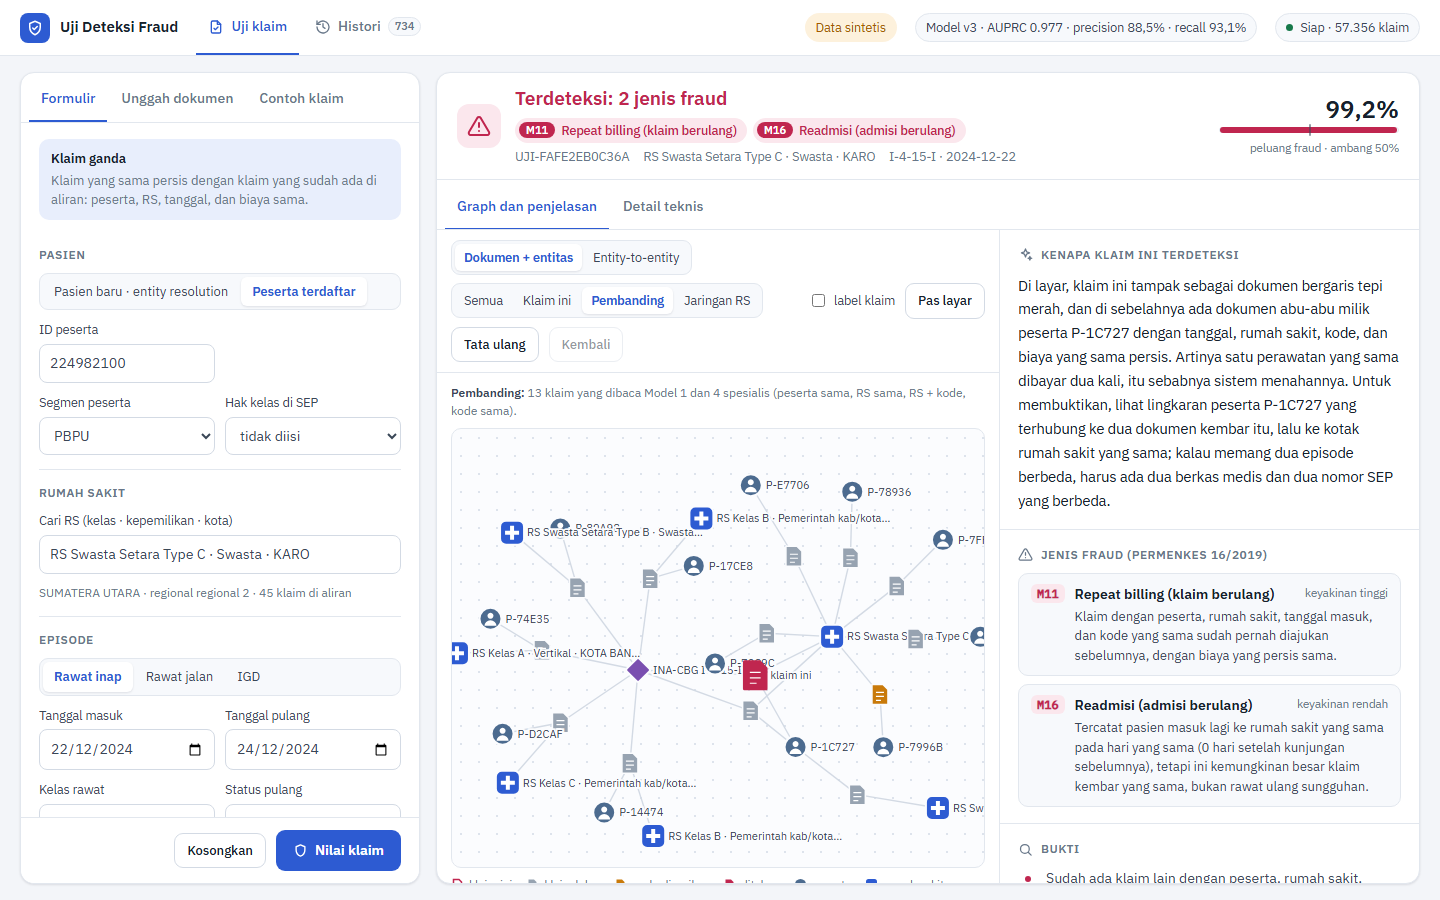 Uji Deteksi Fraud
Uji klaim
Histori 734
Data sintetis
Model v3 · AUPRC 0.977 · precision 88,5% · recall 93,1%
Siap · 57.356 klaim
Formulir
Unggah dokumen
Contoh klaim
Klaim ganda
Klaim yang sama persis dengan klaim yang sudah ada di
aliran: peserta, RS, tanggal, dan biaya sama.
PASIEN
Pasien baru · entity resolution
Peserta terdaftar
ID peserta
224982100
Segmen peserta
Hak kelas di SEP
PBPU
tidak diisi
RUMAH SAKIT
Cari RS (kelas · kepemilikan · kota)
RS Swasta Setara Type C · Swasta · KARO
SUMATERA UTARA · regional regional 2 · 45 klaim di aliran
EPISODE
Rawat inap
Rawat jalan
IGD
Tanggal masuk
Tanggal pulang
22/12/2024
24/12/2024
Kelas rawat
Status pulang
Kosongkan
Nilai klaim
Terdeteksi: 2 jenis fraud
M11 Repeat billing (klaim berulang)
M16 Readmisi (admisi berulang)
UJI-FAFE2EB0C36A RS Swasta Setara Type C · Swasta · KARO I-4-15-I · 2024-12-22
99,2%
peluang fraud · ambang 50%
Graph dan penjelasan
Detail teknis
Dokumen + entitas
Entity-to-entity
Semua
Klaim ini
Pembanding
Jaringan RS
label klaim
Pas layar
Tata ulang
Kembali
Pembanding: 13 klaim yang dibaca Model 1 dan 4 spesialis (peserta sama, RS sama, RS + kode,
kode sama).
P-E7706
P-78936
RS Kelas B · Pemerintah kab/kota...
RS Swasta Setara Type B · Swasta...
P-7FI
P-17CE8
P-74E35
RS Swasta Setara Type C
RS Kelas A · Vertikal · KOTA BAN...
INA-CBG
klaim ini
P-D2CAF
P-1C727
P-7996B
RS Kelas C · Pemerintah kab/kota...
P-14474
RS Sw
RS Kelas B · Pemerintah kab/kota...
KENAPA KLAIM INI TERDETEKSI
Di layar, klaim ini tampak sebagai dokumen bergaris tepi
merah, dan di sebelahnya ada dokumen abu-abu milik
peserta P-1C727 dengan tanggal, rumah sakit, kode, dan
biaya yang sama persis. Artinya satu perawatan yang sama
dibayar dua kali, itu sebabnya sistem menahannya. Untuk
membuktikan, lihat lingkaran peserta P-1C727 yang
terhubung ke dua dokumen kembar itu, lalu ke kotak
rumah sakit yang sama; kalau memang dua episode
berbeda, harus ada dua berkas medis dan dua nomor SEP
yang berbeda.
JENIS FRAUD (PERMENKES 16/2019)
M11 Repeat billing (klaim berulang) keyakinan tinggi
Klaim dengan peserta, rumah sakit, tanggal masuk,
dan kode yang sama sudah pernah diajukan
sebelumnya, dengan biaya yang persis sama.
M16 Readmisi (admisi berulang) keyakinan rendah
Tercatat pasien masuk lagi ke rumah sakit yang sama
pada hari yang sama (0 hari setelah kunjungan
sebelumnya), tetapi ini kemungkinan besar klaim
kembar yang sama, bukan rawat ulang sungguhan.
BUKTI
Sudah ada klaim lain dengan peserta, rumah sakit,